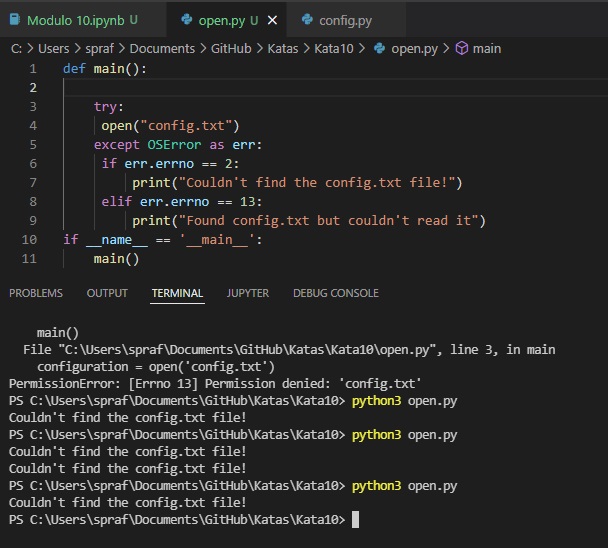 Modulo 10.ipynb U open.py U × config.py
C: > Users > spraf > Documents > GitHub > Katas > Kata10 > open.py > main
1 def main():
2
3 try:
4 open("config.txt")
5 except OSError as err:
6 if err.errno == 2:
7 print("Couldn't find the config.txt file!")
8 elif err.errno == 13:
9 print("Found config.txt but couldn't read it")
10 if __name__ == '__main__':
11 main()
PROBLEMS OUTPUT TERMINAL JUPYTER DEBUG CONSOLE
main()
File "C:\Users\spraf\Documents\GitHub\Katas\Kata10\open.py", line 3, in main
configuration = open('config.txt')
PermissionError: [Errno 13] Permission denied: 'config.txt'
PS C:\Users\spraf\Documents\GitHub\Katas\Kata10> python3 open.py
Couldn't find the config.txt file!
PS C:\Users\spraf\Documents\GitHub\Katas\Kata10> python3 open.py
Couldn't find the config.txt file!
Couldn't find the config.txt file!
PS C:\Users\spraf\Documents\GitHub\Katas\Kata10> python3 open.py
Couldn't find the config.txt file!
PS C:\Users\spraf\Documents\GitHub\Katas\Kata10>